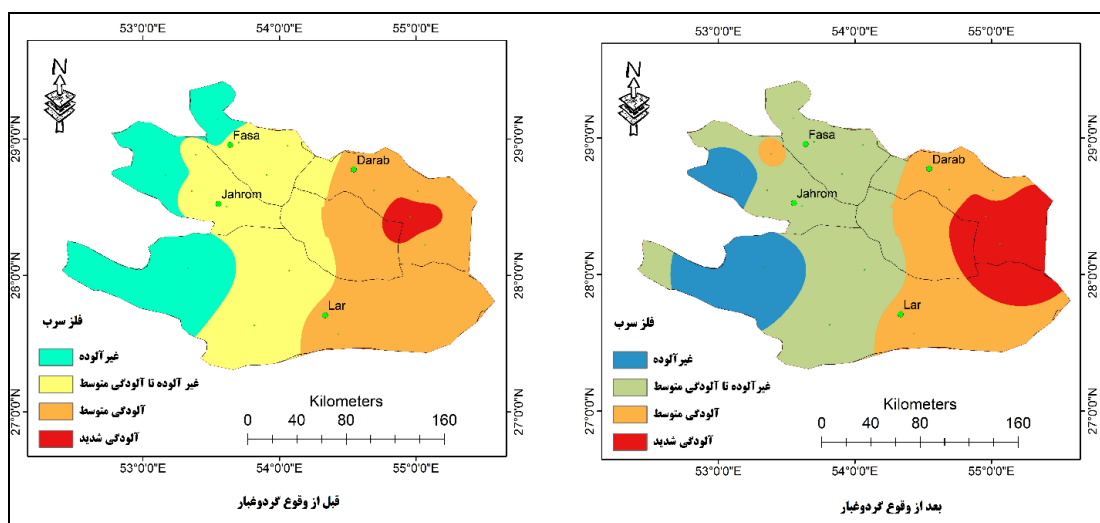 53°0'0"E 54°0'0"E 55°0'0"E
N
29°0'0"N 28°0'0"N 27°0'0"N
Fasa
Darab
Jahrom
Lar
29°0'0"N 28°0'0"N 27°0'0"N
فلز سرب
غیرآلوده
غیر آلوده تا آلودگی متوسط
آلودگی متوسط
آلودگی شدید
Kilometers
0 40 80 160
53°0'0"E 54°0'0"E 55°0'0"E
قبل از وقوع گردوغبار
53°0'0"E 54°0'0"E 55°0'0"E
N
29°0'0"N 28°0'0"N 27°0'0"N
Fasa
Darab
Jahrom
Lar
29°0'0"N 28°0'0"N 27°0'0"N
فلز سرب
غیرآلوده
غیرآلوده تا آلودگی متوسط
آلودگی متوسط
آلودگی شدید
Kilometers
0 40 80 160
53°0'0"E 54°0'0"E 55°0'0"E
بعد از وقوع گردوغبار